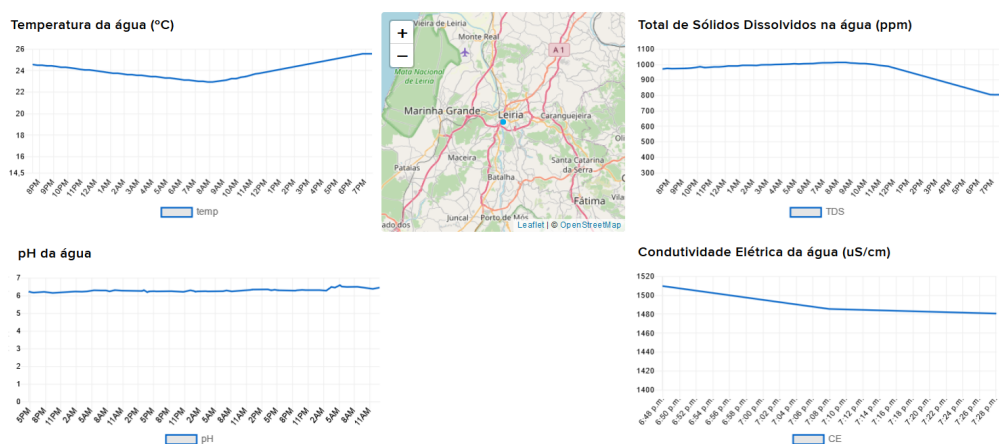 Temperatura da água (ºC)
26
24
22
20
18
16
14,5
8PM 9PM 10PM 11PM 12AM 1AM 2AM 3AM 4AM 5AM 6AM 7AM 8AM 9AM 10AM 11AM 12PM 1PM 2PM 3PM 4PM 5PM 6PM 7PM
temp
+
−
Vieira de Leiria
Monte Real
A 1
Mata Nacional
de Leiria
Marinha Grande
Leiria
Caranguejeira
Maceira
Pataias
Santa Catarina
da Serra
Batalha
Fátima
Juncal
Porto de Mós
Leaflet | © OpenStreetMap
Total de Sólidos Dissolvidos na água (ppm)
1100
1000
900
800
700
600
500
400
300
8PM 9PM 10PM 11PM 12AM 1AM 2AM 3AM 4AM 5AM 6AM 7AM 8AM 9AM 10AM 11AM 12PM 1PM 2PM 3PM 4PM 5PM 6PM 7PM
TDS
pH da água
7
6
5
4
3
2
1
0
5PM 8PM 11PM 2AM 5AM 8AM 11AM 2PM 5PM 8PM 11PM 2AM 5AM 8AM 11AM 2PM 5PM 8PM 11PM 2AM 5AM 8AM 11AM
pH
Condutividade Elétrica da água (uS/cm)
1520
1500
1480
1460
1440
1420
1400
6:48 p.m. 6:50 p.m. 6:52 p.m. 6:54 p.m. 6:56 p.m. 6:58 p.m. 7:00 p.m. 7:02 p.m. 7:04 p.m. 7:06 p.m. 7:08 p.m. 7:10 p.m. 7:12 p.m. 7:14 p.m. 7:16 p.m. 7:18 p.m. 7:20 p.m. 7:22 p.m. 7:24 p.m. 7:26 p.m. 7:28 p.m.
CE